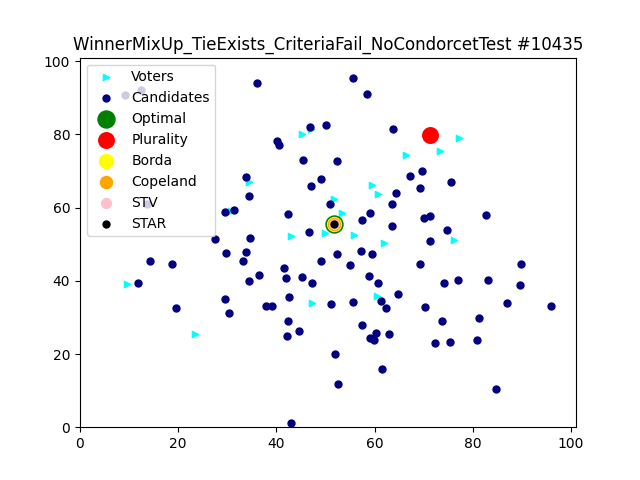 WinnerMixUp_TieExists_CriteriaFail_NoCondorcetTest #10435
100
80
60
40
20
0
0 20 40 60 80 100
Voters
Candidates
Optimal
Plurality
Borda
Copeland
STV
STAR